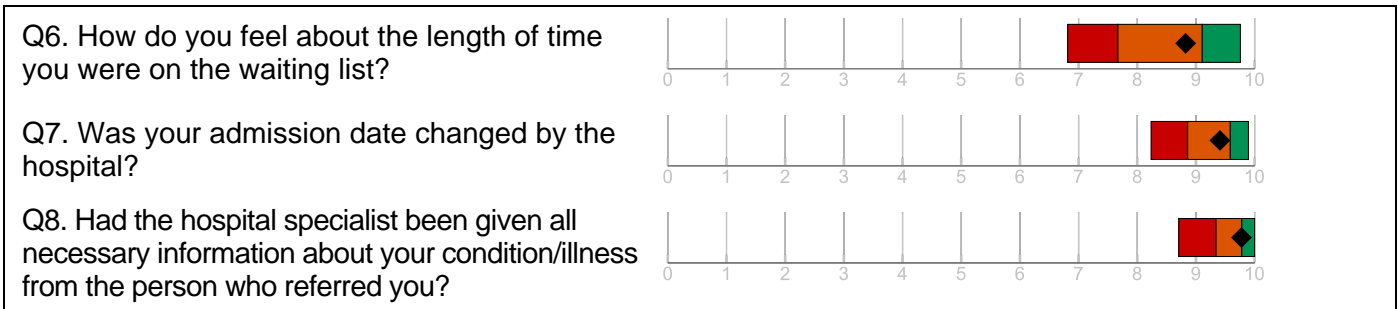 Q6. How do you feel about the length of time
you were on the waiting list?
0 1 2 3 4 5 6 7 8 9 10
Q7. Was your admission date changed by the
hospital?
0 1 2 3 4 5 6 7 8 9 10
Q8. Had the hospital specialist been given all
necessary information about your condition/illness
from the person who referred you?
0 1 2 3 4 5 6 7 8 9 10